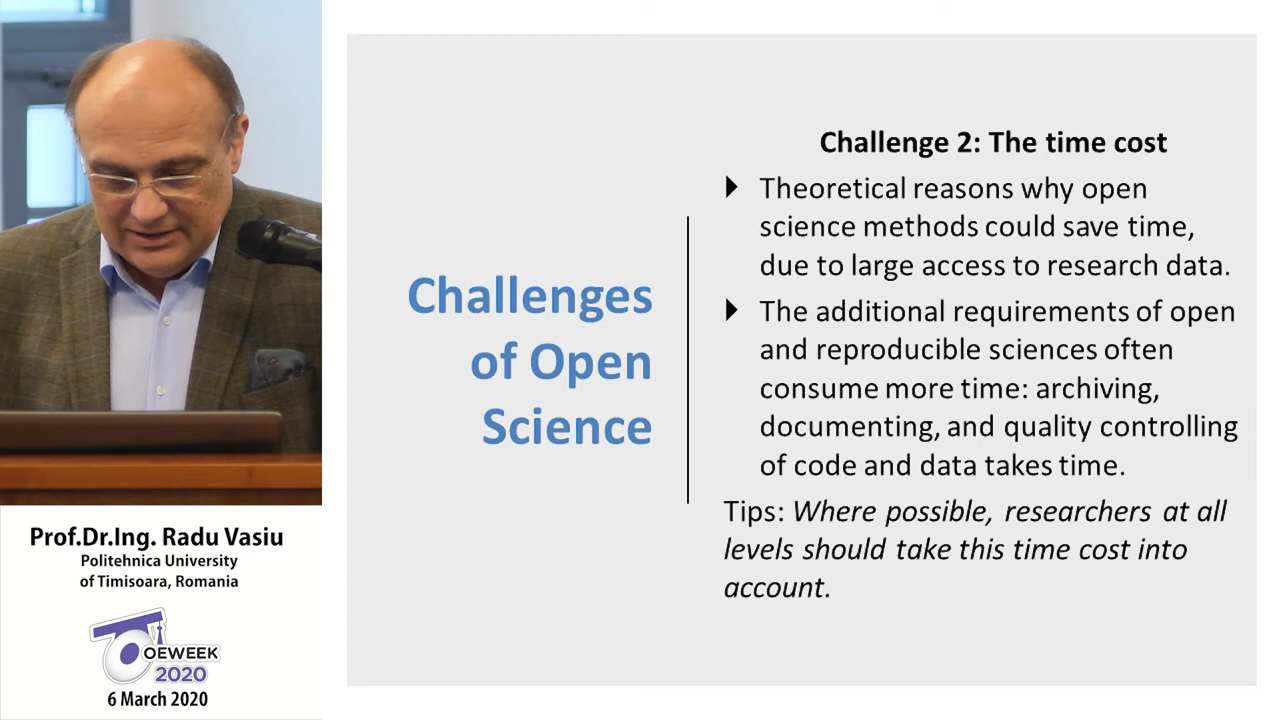 Challenges
of Open
Science
Challenge 2: The time cost
Theoretical reasons why open
science methods could save time,
due to large access to research data.
The additional requirements of open
and reproducible sciences often
consume more time: archiving,
documenting, and quality controlling
of code and data takes time.
Tips: Where possible, researchers at all
levels should take this time cost into
account.
Prof.Dr.Ing. Radu Vasiu
Politehnica University
of Timisoara, Romania
OEWEEK
2020
6 March 2020